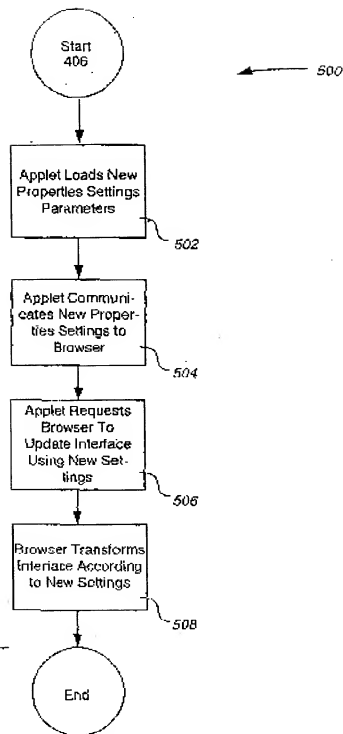 Start
406
500
Applet Loads New
Properties Settings
Parameters
502
Applet Communi-
cates New Proper-
ties Settings to
Browser
504
Applet Requests
Browser To
Update Interface
Using New Set-
tings
506
Browser Transforms
Interface According
to New Settings
508
End